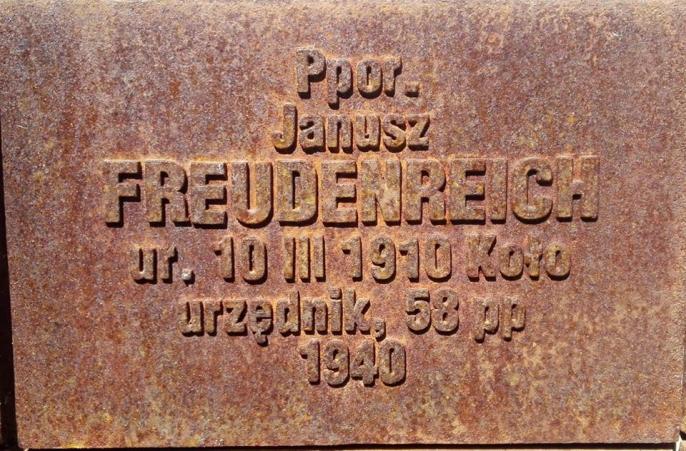 Ppor.
Janusz
FREUDENREICH
ur. 10 III 1910 Koło
urzędnik, 58 pp
1940